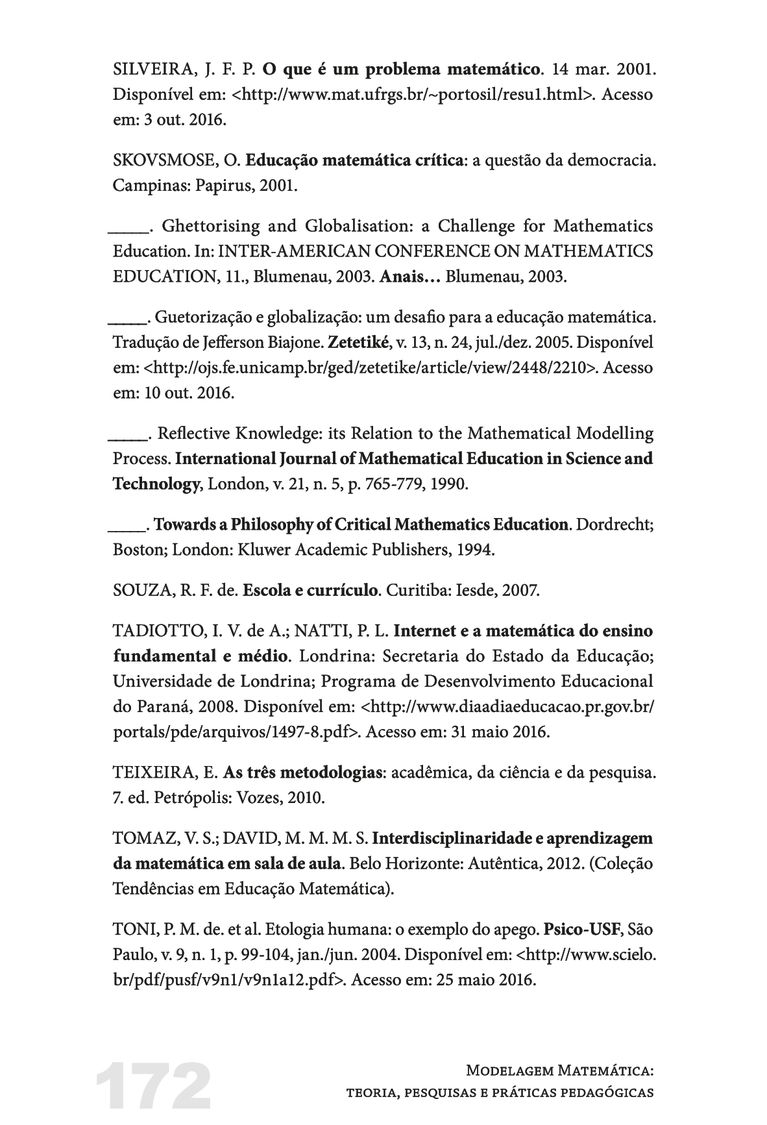 SILVEIRA, J. F. P. O que é um problema matemático. 14 mar. 2001.
Disponível em: <http://www.mat.ufrgs.br/~portosil/resu1.html>. Acesso
em: 3 out. 2016.
SKOVSMOSE, O. Educação matemática crítica: a questão da democracia.
Campinas: Papirus, 2001.
_____. Ghettorising and Globalisation: a Challenge for Mathematics
Education. In: INTER-AMERICAN CONFERENCE ON MATHEMATICS
EDUCATION, 11., Blumenau, 2003. Anais… Blumenau, 2003.
_____. Guetorização e globalização: um desafio para a educação matemática.
Tradução de Jefferson Biajone. Zetetiké, v. 13, n. 24, jul./dez. 2005. Disponível
em: <http://ojs.fe.unicamp.br/ged/zetetike/article/view/2448/2210>. Acesso
em: 10 out. 2016.
_____. Reflective Knowledge: its Relation to the Mathematical Modelling
Process. International Journal of Mathematical Education in Science and
Technology, London, v. 21, n. 5, p. 765-779, 1990.
_____. Towards a Philosophy of Critical Mathematics Education. Dordrecht;
Boston; London: Kluwer Academic Publishers, 1994.
SOUZA, R. F. de. Escola e currículo. Curitiba: Iesde, 2007.
TADIOTTO, I. V. de A.; NATTI, P. L. Internet e a matemática do ensino
fundamental e médio. Londrina: Secretaria do Estado da Educação;
Universidade de Londrina; Programa de Desenvolvimento Educacional
do Paraná, 2008. Disponível em: <http://www.diaadiaeducacao.pr.gov.br/
portals/pde/arquivos/1497-8.pdf>. Acesso em: 31 maio 2016.
TEIXEIRA, E. As três metodologias: acadêmica, da ciência e da pesquisa.
7. ed. Petrópolis: Vozes, 2010.
TOMAZ, V. S.; DAVID, M. M. M. S. Interdisciplinaridade e aprendizagem
da matemática em sala de aula. Belo Horizonte: Autêntica, 2012. (Coleção
Tendências em Educação Matemática).
TONI, P. M. de. et al. Etologia humana: o exemplo do apego. Psico-USF, São
Paulo, v. 9, n. 1, p. 99-104, jan./jun. 2004. Disponível em: <http://www.scielo.
br/pdf/pusf/v9n1/v9n1a12.pdf>. Acesso em: 25 maio 2016.
172
Modelagem Matemática:
teoria, pesquisas e práticas pedagógicas